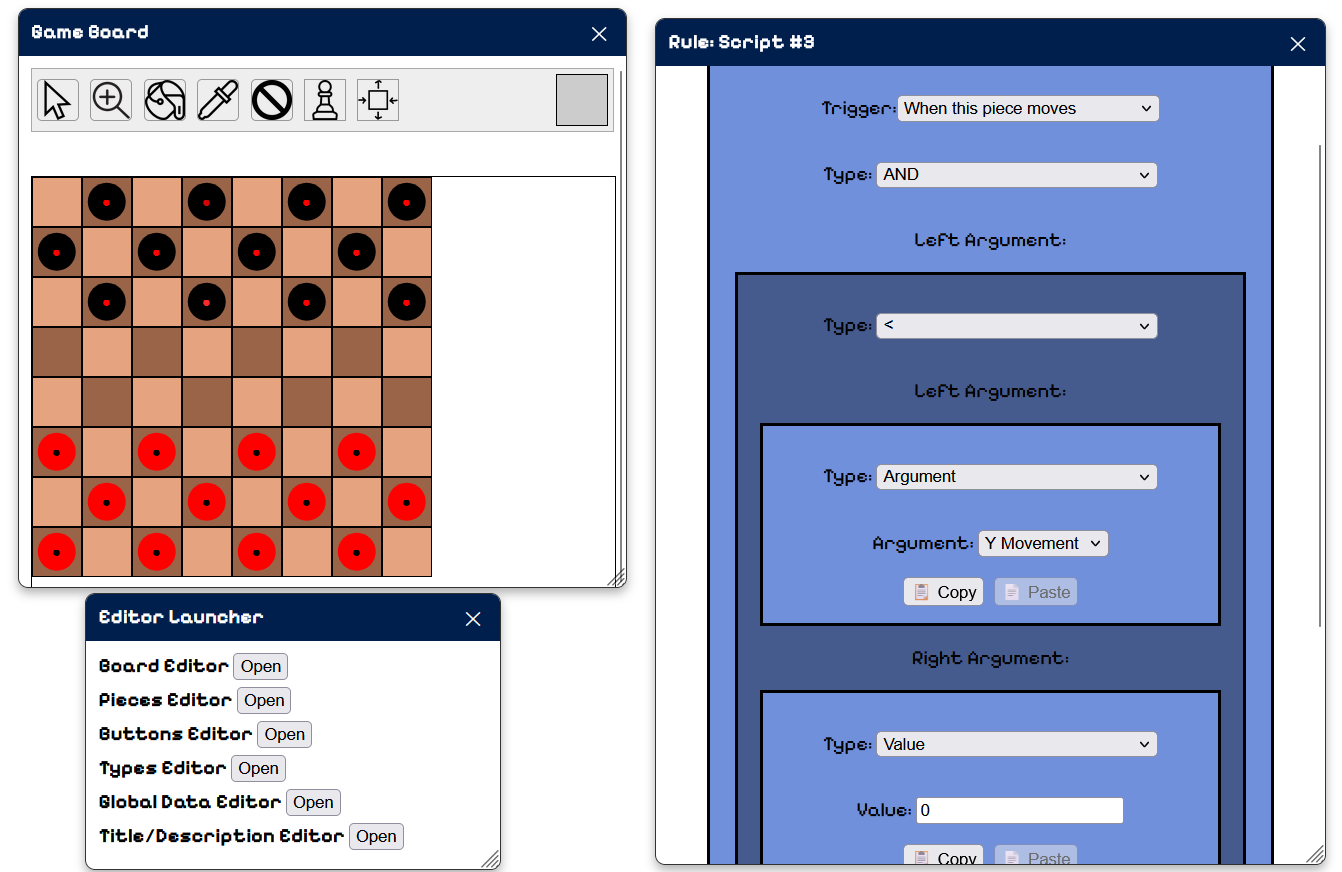 Game Board
Editor Launcher
Board Editor Open
Pieces Editor Open
Buttons Editor Open
Types Editor Open
Global Data Editor Open
Title/Description Editor Open
Rule: Script #3
Trigger: When this piece moves
Type: AND
Left Argument:
Type: <
Left Argument:
Type: Argument
Argument: Y Movement
Copy Paste
Right Argument:
Type: Value
Value: 0
Copy Paste